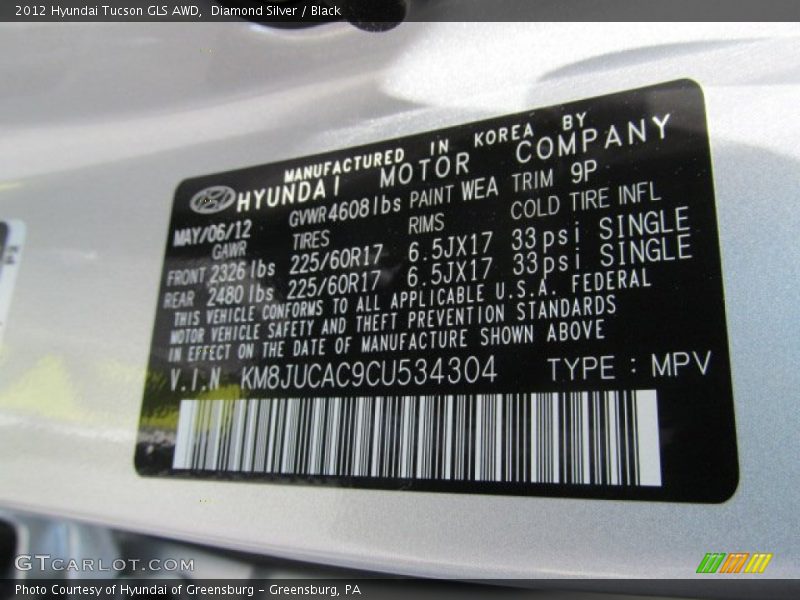 2012 Hyundai Tucson GLS AWD,  Diamond Silver / Black
MANUFACTURED IN KOREA BY
HYUNDAI MOTOR COMPANY
MAY/06/12 GVWR 4608 lbs PAINT WEA TRIM 9P
GAWR TIRES RIMS COLD TIRE INFL
FRONT 2326 lbs 225/60R17 6.5JX17 33psi SINGLE
REAR 2480 lbs 225/60R17 6.5JX17 33psi SINGLE
THIS VEHICLE CONFORMS TO ALL APPLICABLE U.S.A. FEDERAL
MOTOR VEHICLE SAFETY AND THEFT PREVENTION STANDARDS
IN EFFECT ON THE DATE OF MANUFACTURE SHOWN ABOVE
V.I.N KM8JUCAC9CU534304 TYPE : MPV
GTCARLOT.COM
Photo Courtesy of Hyundai of Greensburg - Greensburg, PA